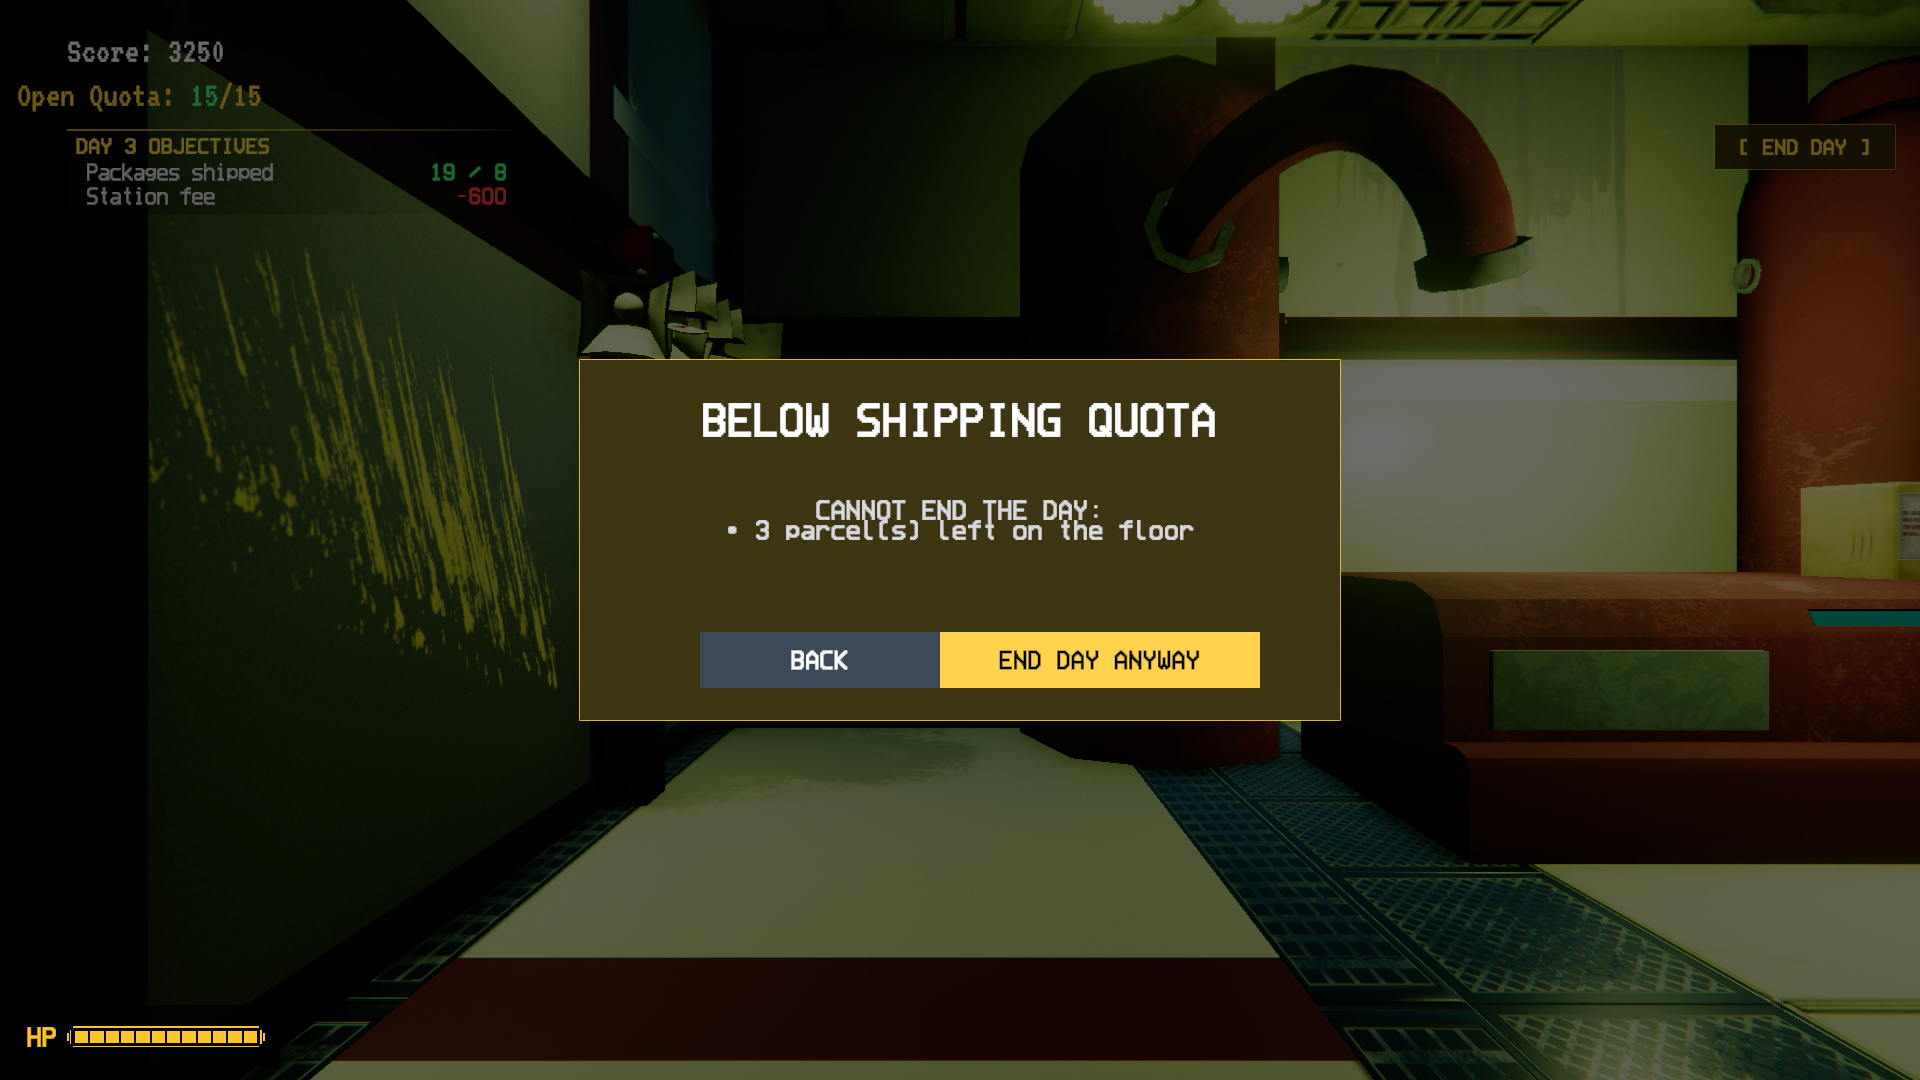 Score: 3250
Open Quota: 15/15
DAY 3 OBJECTIVES
Packages shipped 19 / 8
Station fee -600
[ END DAY ]
BELOW SHIPPING QUOTA
CANNOT END THE DAY:
• 3 parcel(s) left on the floor
BACK
END DAY ANYWAY
HP